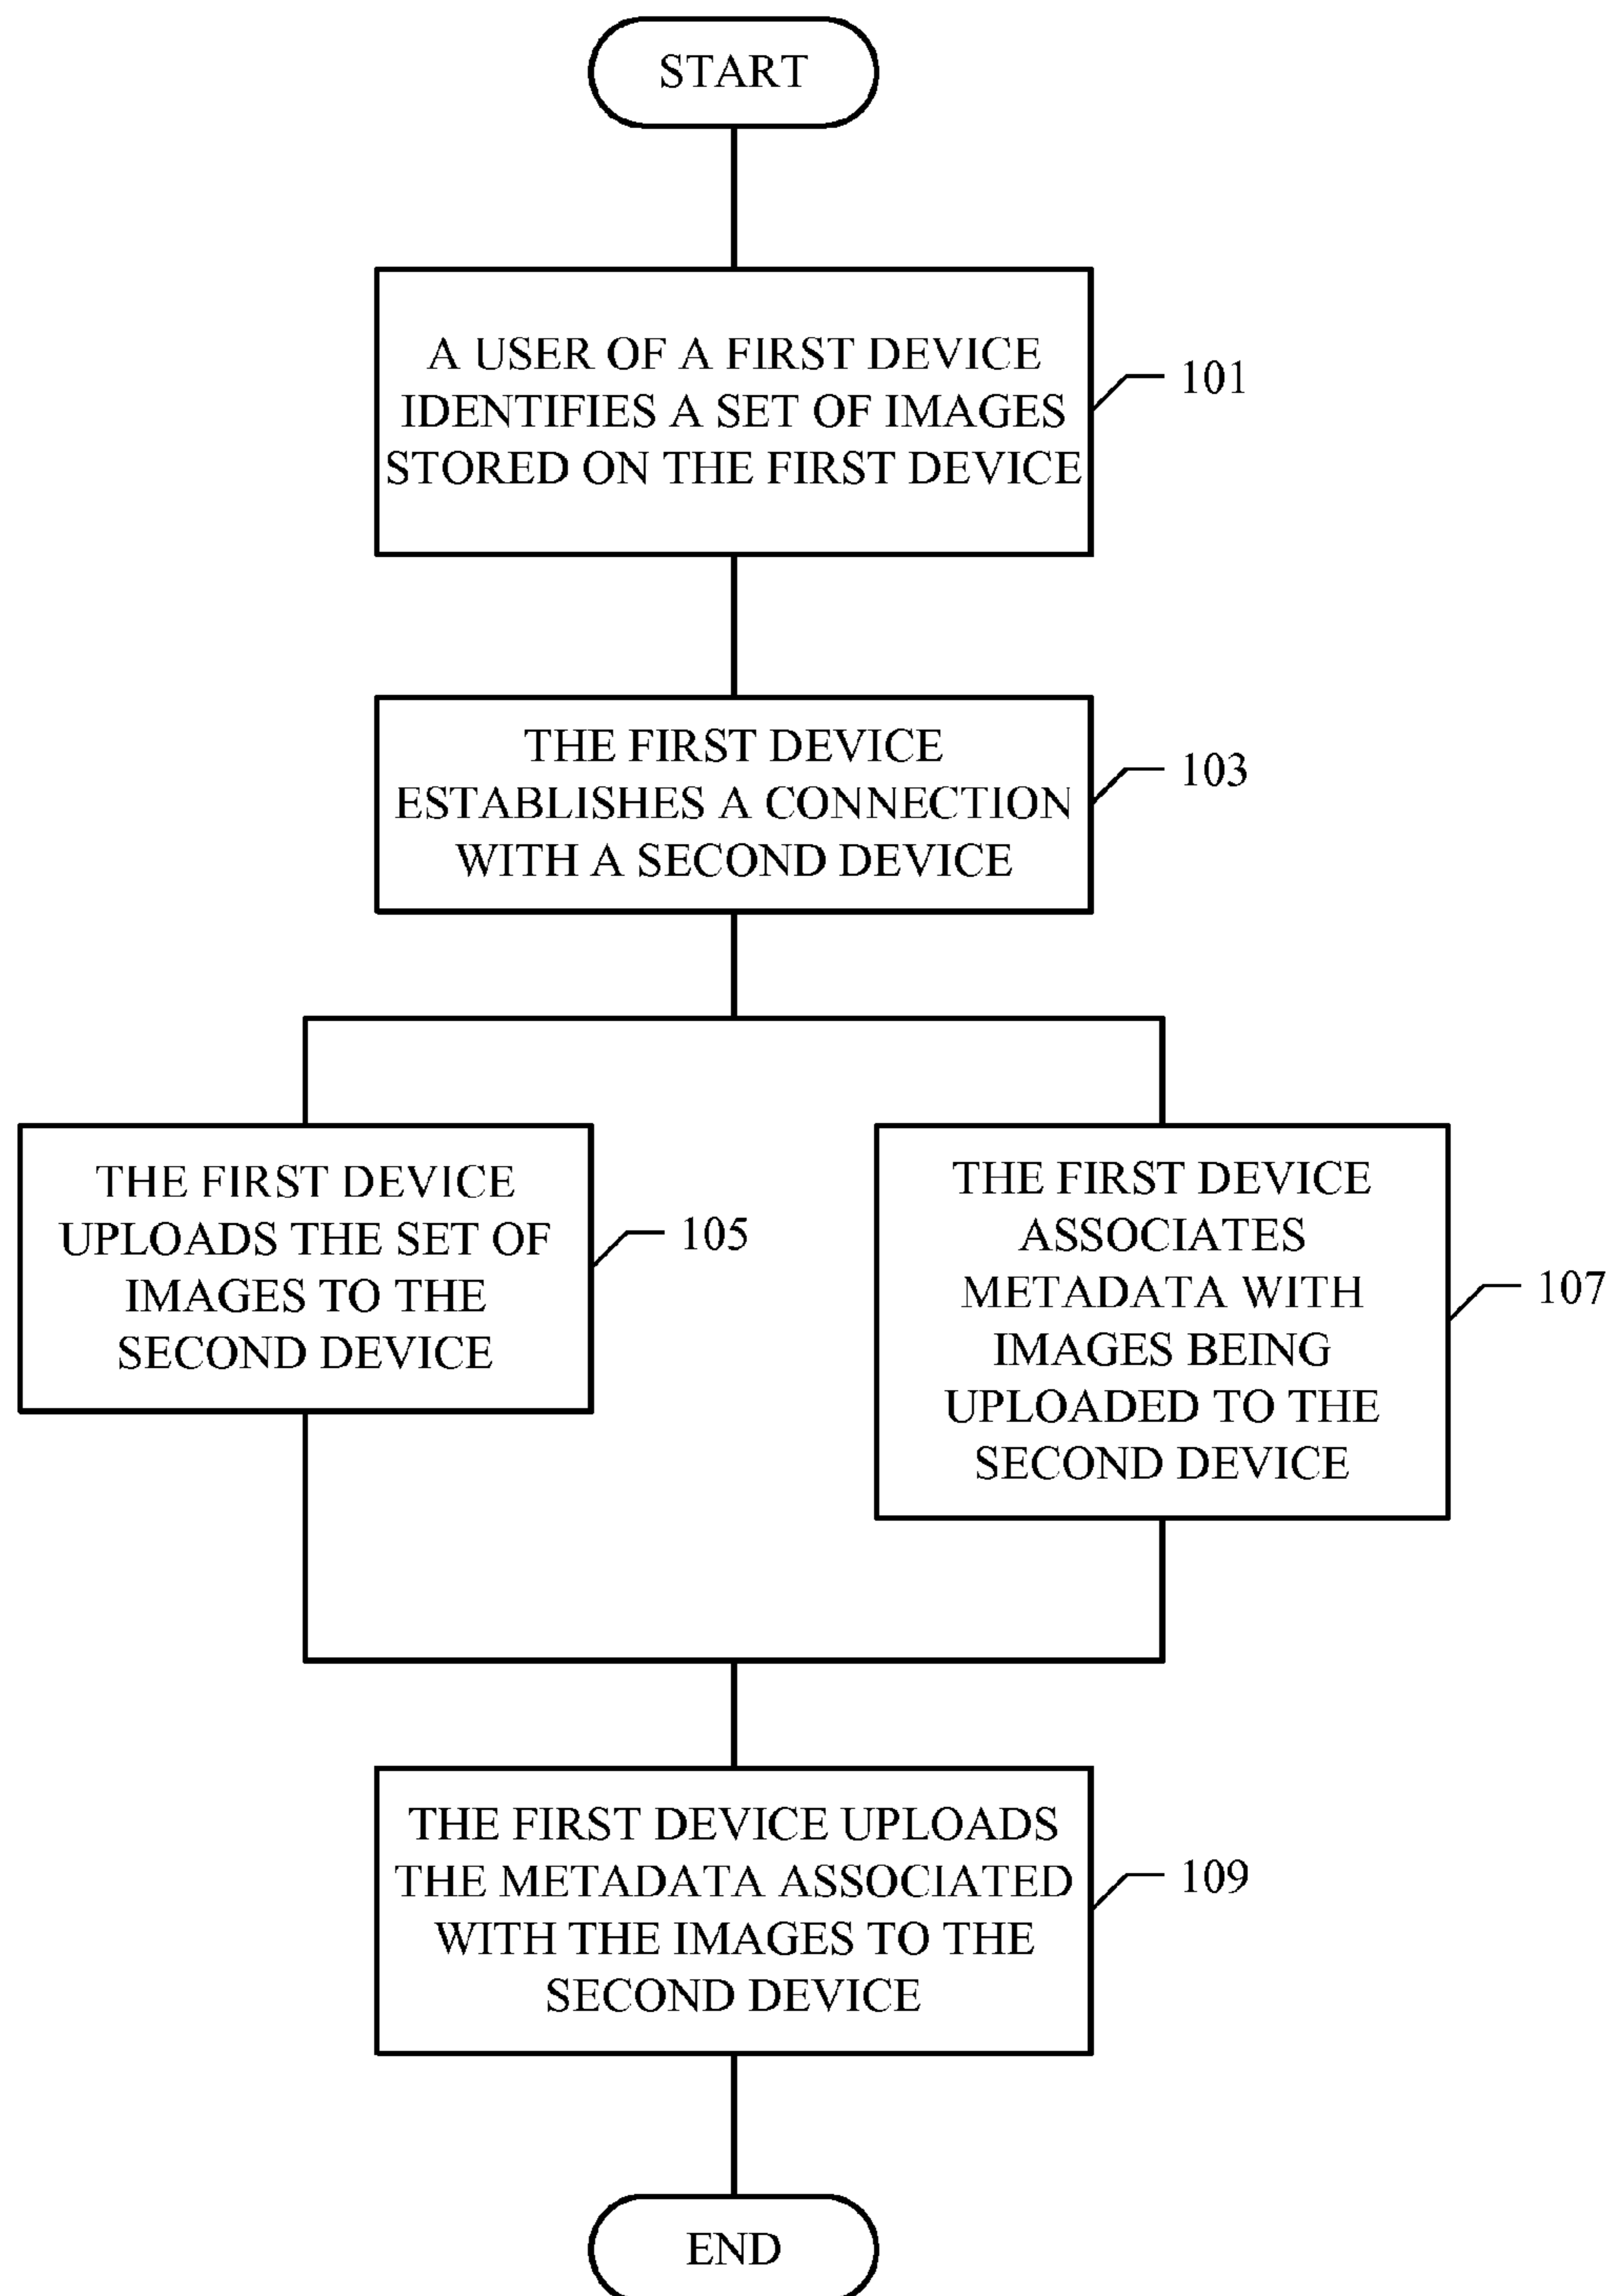 START
A USER OF A FIRST DEVICE
IDENTIFIES A SET OF IMAGES
STORED ON THE FIRST DEVICE
101
THE FIRST DEVICE
ESTABLISHES A CONNECTION
WITH A SECOND DEVICE
103
THE FIRST DEVICE
UPLOADS THE SET OF
IMAGES TO THE
SECOND DEVICE
105
THE FIRST DEVICE
ASSOCIATES
METADATA WITH
IMAGES BEING
UPLOADED TO THE
SECOND DEVICE
107
THE FIRST DEVICE UPLOADS
THE METADATA ASSOCIATED
WITH THE IMAGES TO THE
SECOND DEVICE
109
END